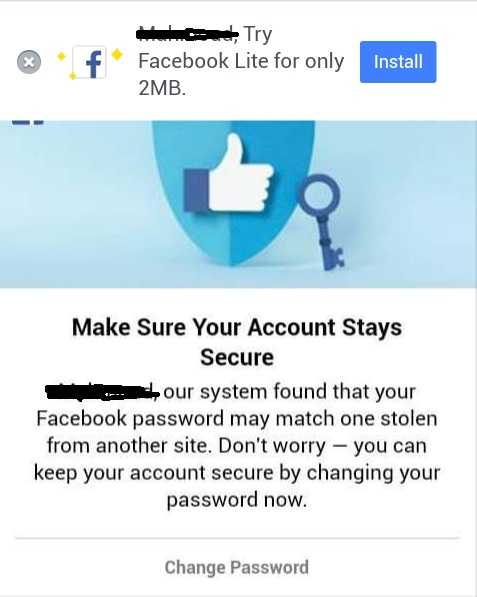 Try
Facebook Lite for only
2MB.
Install
Make Sure Your Account Stays
Secure
our system found that your
Facebook password may match one stolen
from another site. Don't worry — you can
keep your account secure by changing your
password now.
Change Password